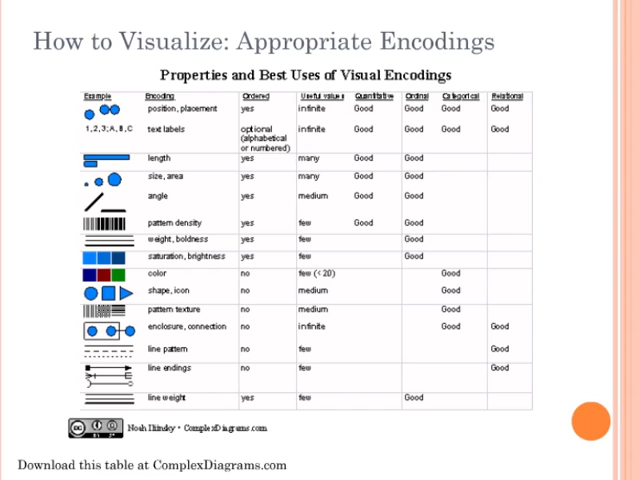 How to Visualize: Appropriate Encodings
Properties and Best Uses of Visual Encodings
Example Encoding Ordered Useful values Quantitative Ordinal Categorical Relational
position, placement yes infinite Good Good Good Good
1, 2, 3; A, B, C text labels optional infinite Good Good Good Good
(alphabetical
or numbered)
length yes many Good Good
size, area yes many Good Good
angle yes medium Good Good
pattern density yes few Good Good
weight, boldness yes few Good
saturation, brightness yes few Good
color no few (< 20) Good
shape, icon no medium Good
pattern texture no medium Good
enclosure, connection no infinite Good Good
line pattern no few Good
line endings no few Good
line weight yes few Good
Noah Iliinsky • ComplexDiagrams.com
Download this table at ComplexDiagrams.com